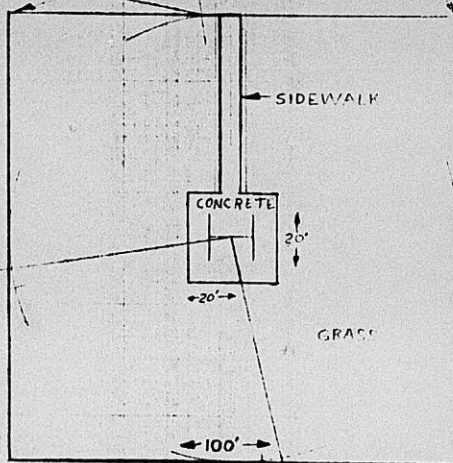 SIDEWALK
CONCRETE
20'
20'
GRASS
100'